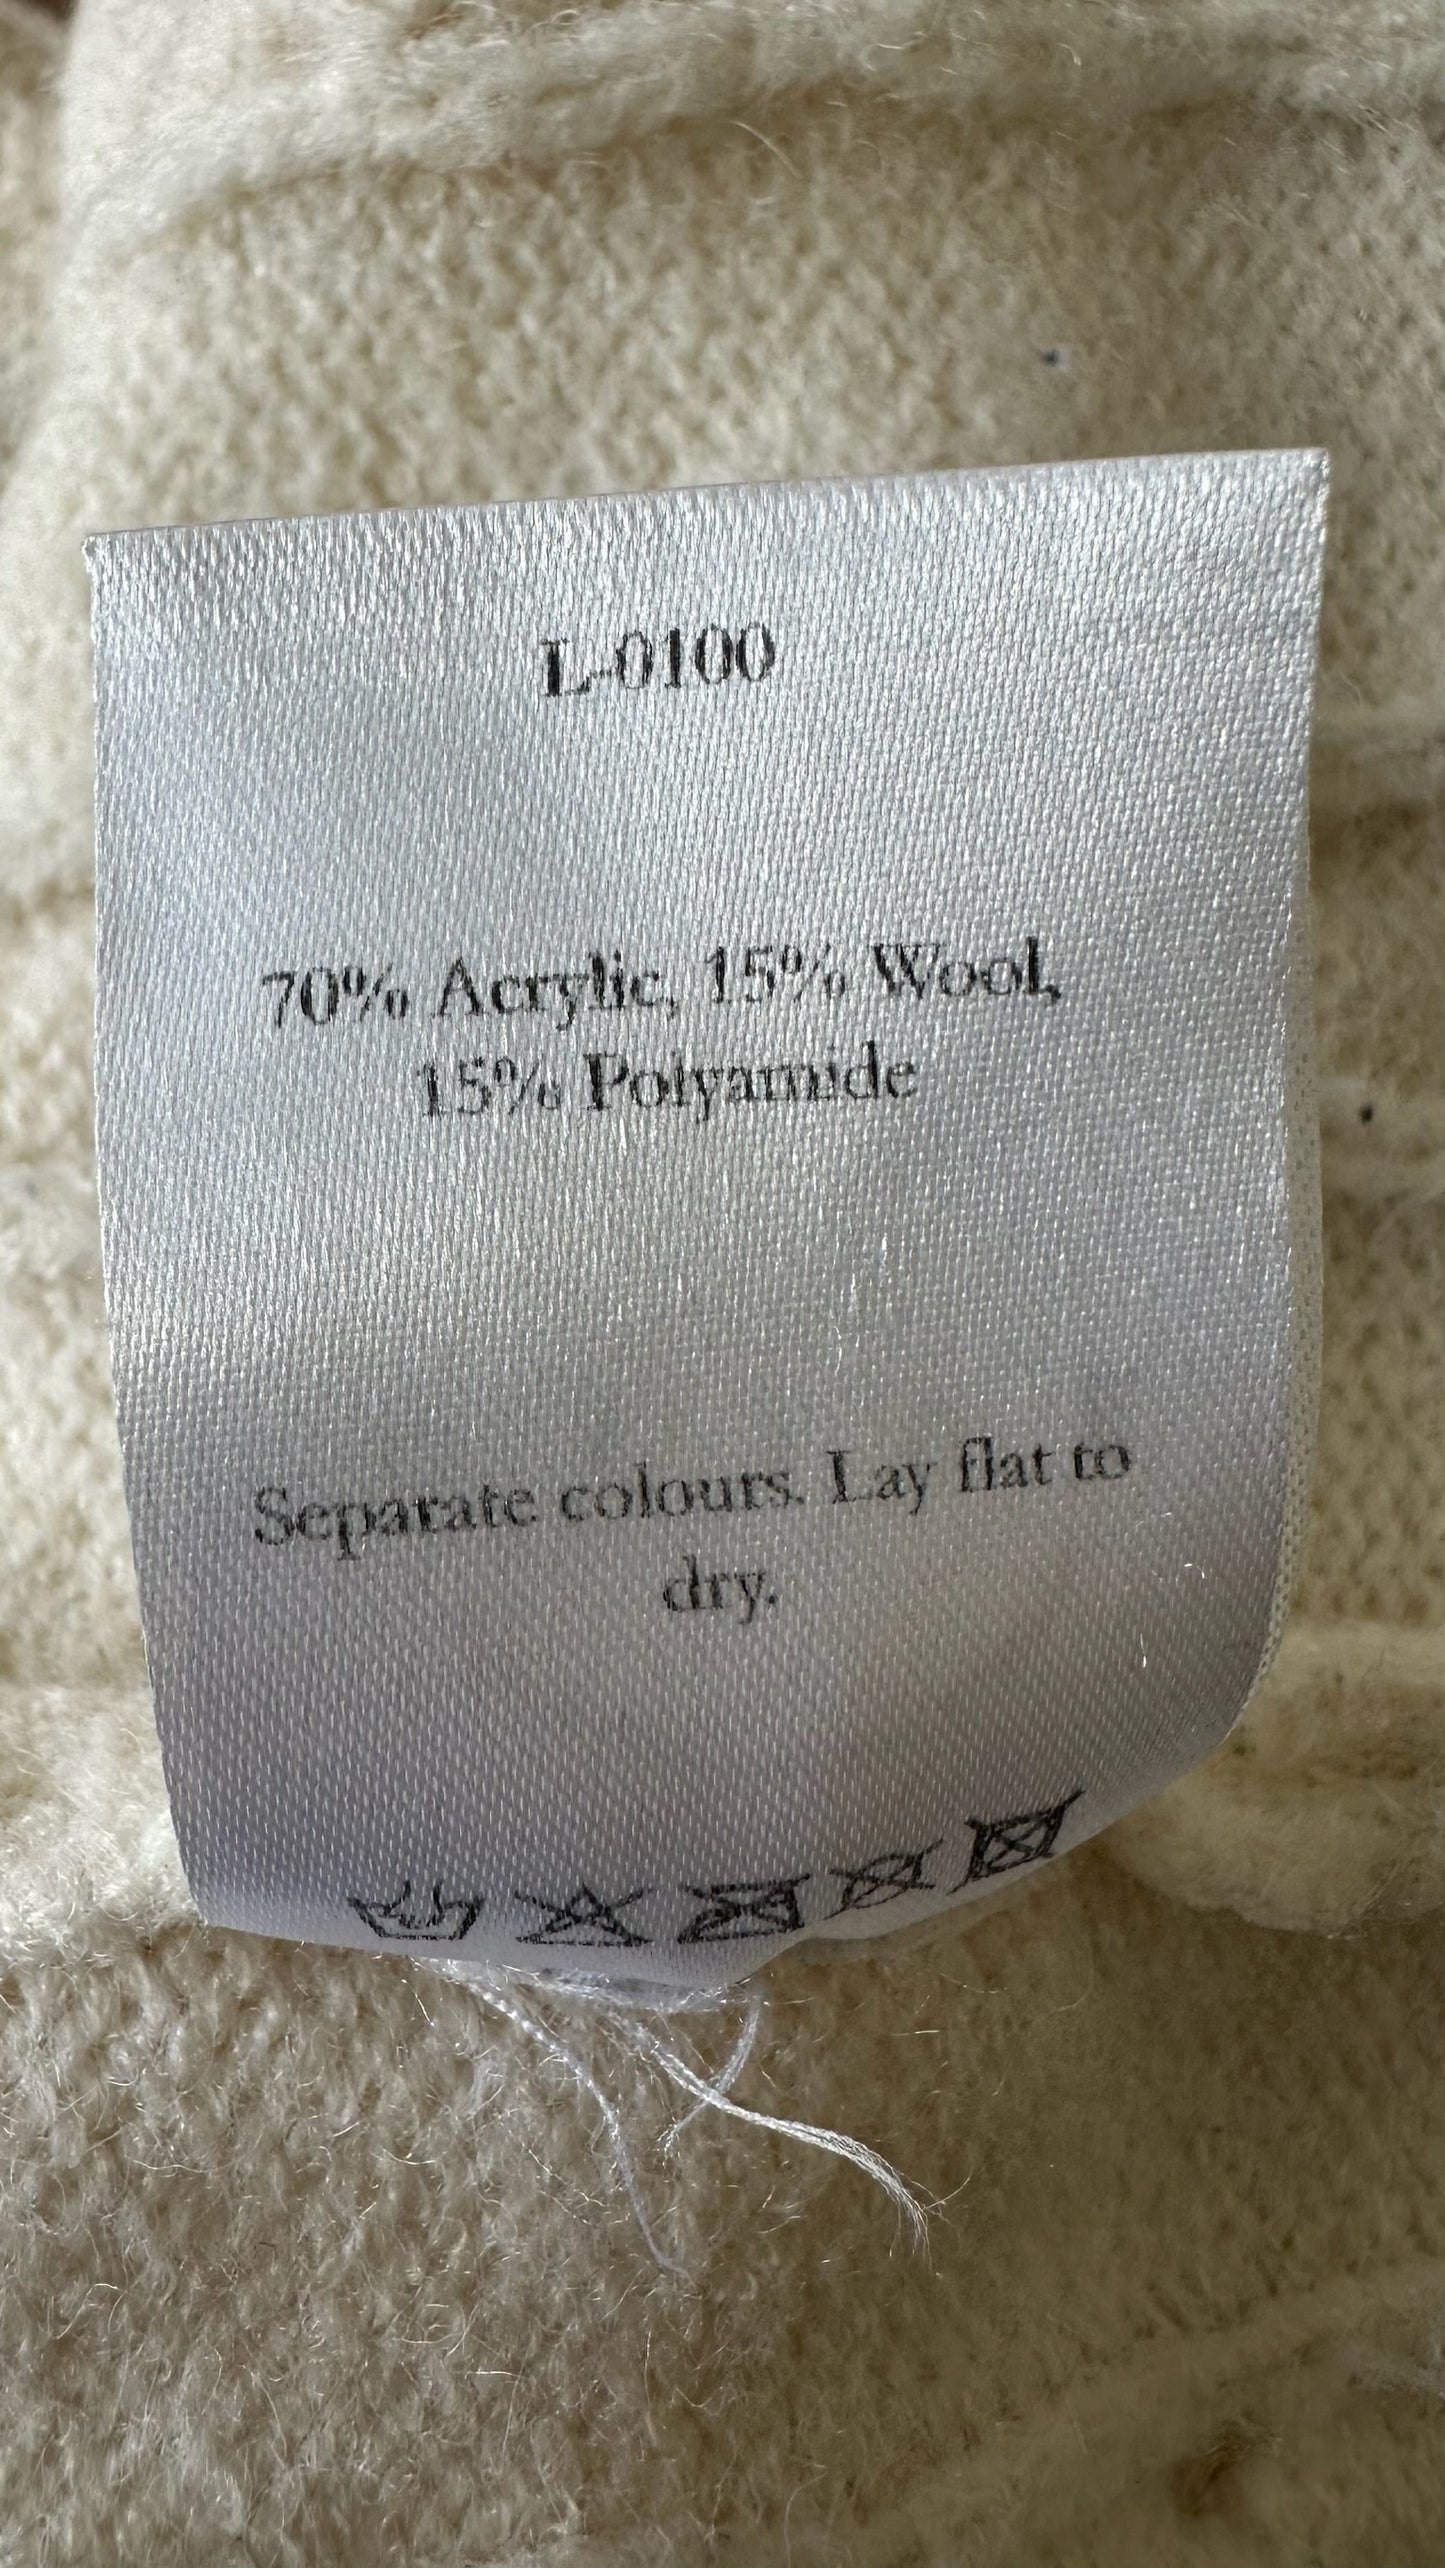 L-0100
70% Acrylic, 15% Wool,
15% Polyamide
Separate colours. Lay flat to
dry.